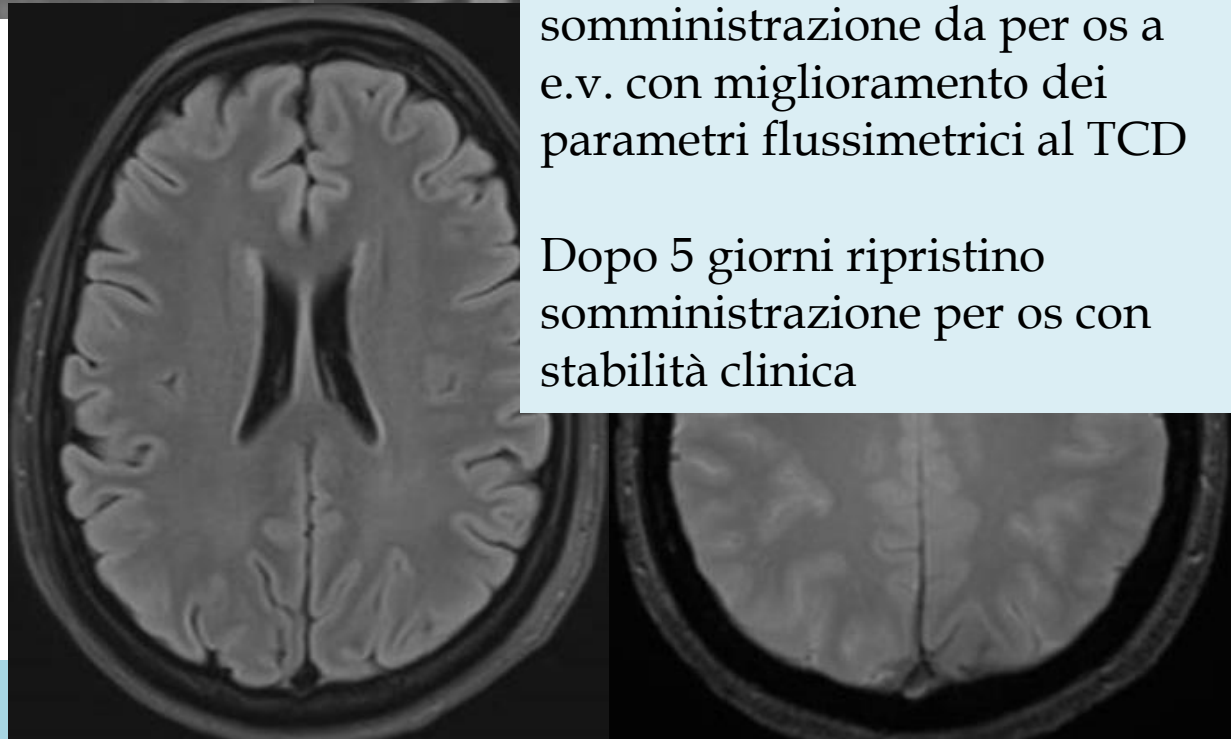 somministrazione da per os a
e.v. con miglioramento dei
parametri flussimetrici al TCD
Dopo 5 giorni ripristino
somministrazione per os con
stabilità clinica